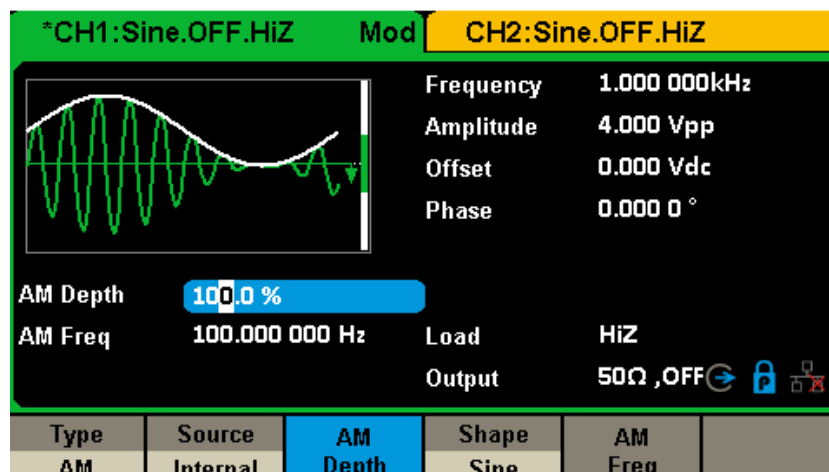 *CH1:Sine.OFF.HiZ Mod CH2:Sine.OFF.HiZ
Frequency 1.000 000kHz
Amplitude 4.000 Vpp
Offset 0.000 Vdc
Phase 0.000 0 °
AM Depth 100.0 %
AM Freq 100.000 000 Hz Load HiZ
Output 50Ω ,OFF P
Type Source AM Shape AM
AM Internal Depth Sine Freq